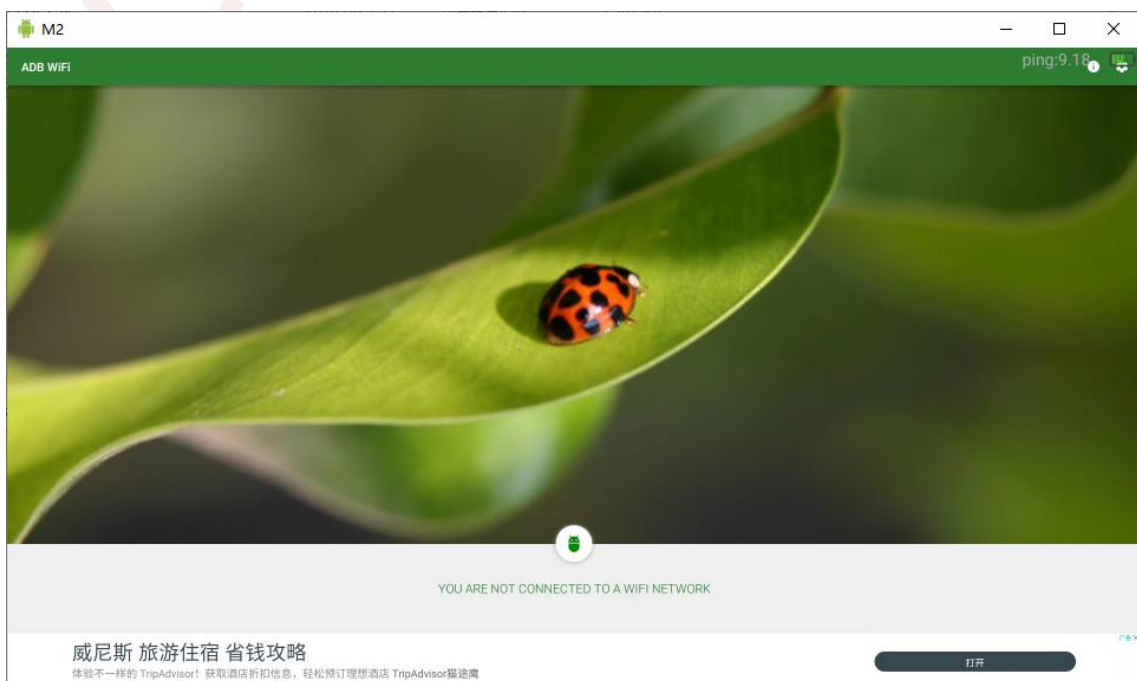 M2
ADB WiFi
ping:9.18
YOU ARE NOT CONNECTED TO A WIFI NETWORK
广告
威尼斯 旅游住宿 省钱攻略
体验不一样的 TripAdvisor！获取酒店折扣信息，轻松预订理想酒店 TripAdvisor猫途鹰
打开